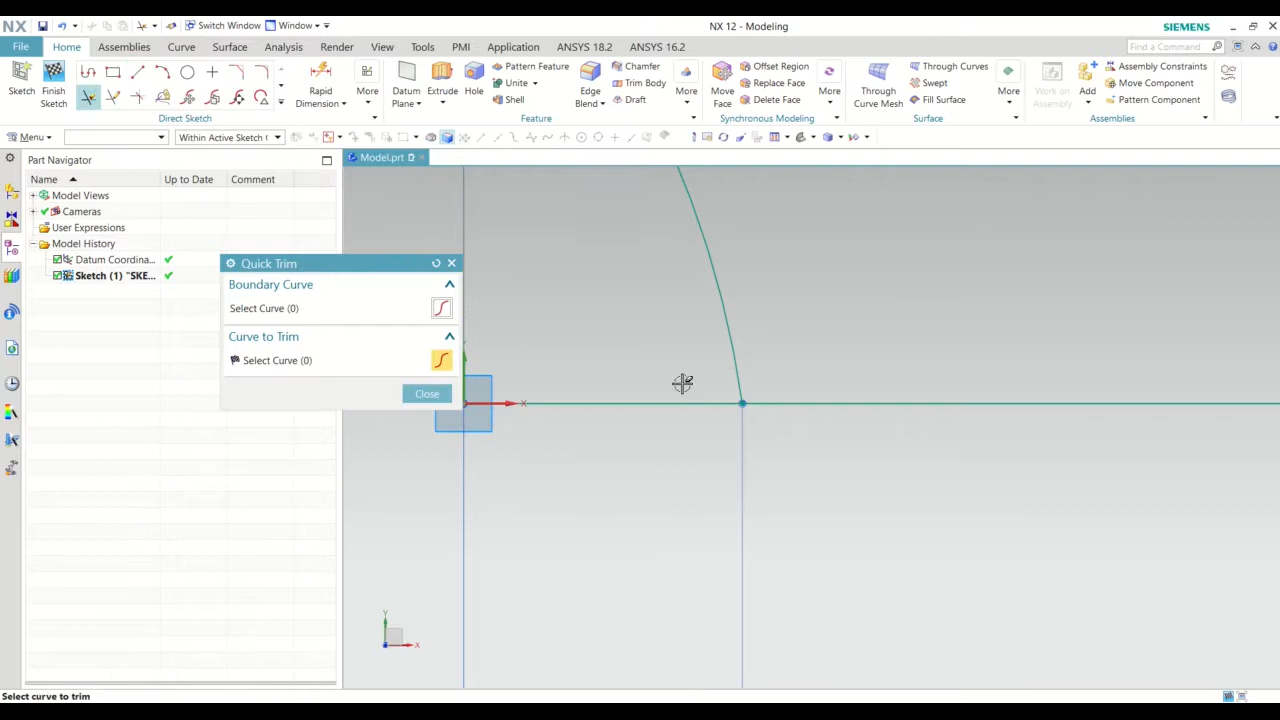 NX Switch Window Window NX 12 - Modeling SIEMENS
File Home Assemblies Curve Surface Analysis Render View Tools PMI Application ANSYS 18.2 ANSYS 16.2 Find a Command
Sketch Finish Sketch Rapid Dimension More Datum Plane Extrude Hole Pattern Feature Unite Shell Edge Blend Chamfer Trim Body Draft More Move Face Offset Region Replace Face Delete Face More Through Curve Mesh Through Curves Swept Fill Surface More Work on Assembly Add Assembly Constraints Move Component Pattern Component
Direct Sketch Feature Synchronous Modeling Surface Assemblies
Menu Within Active Sketch
Part Navigator Model.prt
Name Up to Date Comment
Model Views
Cameras
User Expressions
Model History
Datum Coordina...
Sketch (1) "SKE...
Quick Trim
Boundary Curve
Select Curve (0)
Curve to Trim
Select Curve (0)
Close
X
Y
X
Select curve to trim